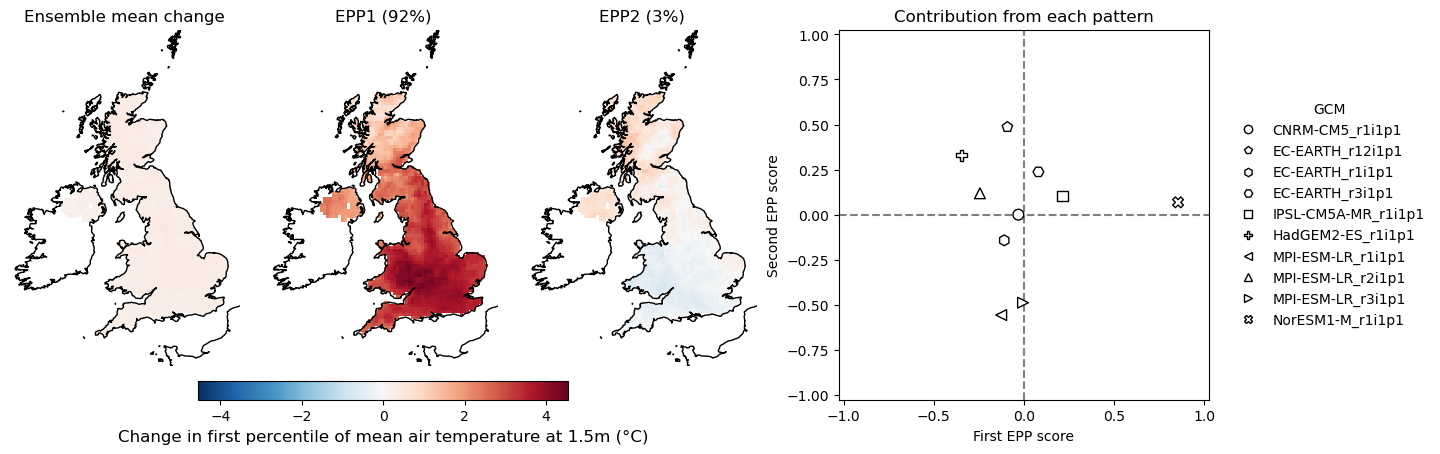 Ensemble mean change
EPP1 (92%)
EPP2 (3%)
−4
−2
0
2
4
Change in first percentile of mean air temperature at 1.5m (°C)
Contribution from each pattern
Second EPP score
1.00
0.75
0.50
0.25
0.00
−0.25
−0.50
−0.75
−1.00
−1.0
−0.5
0.0
0.5
1.0
First EPP score
GCM
CNRM-CM5_r1i1p1
EC-EARTH_r12i1p1
EC-EARTH_r1i1p1
EC-EARTH_r3i1p1
IPSL-CM5A-MR_r1i1p1
HadGEM2-ES_r1i1p1
MPI-ESM-LR_r1i1p1
MPI-ESM-LR_r2i1p1
MPI-ESM-LR_r3i1p1
NorESM1-M_r1i1p1